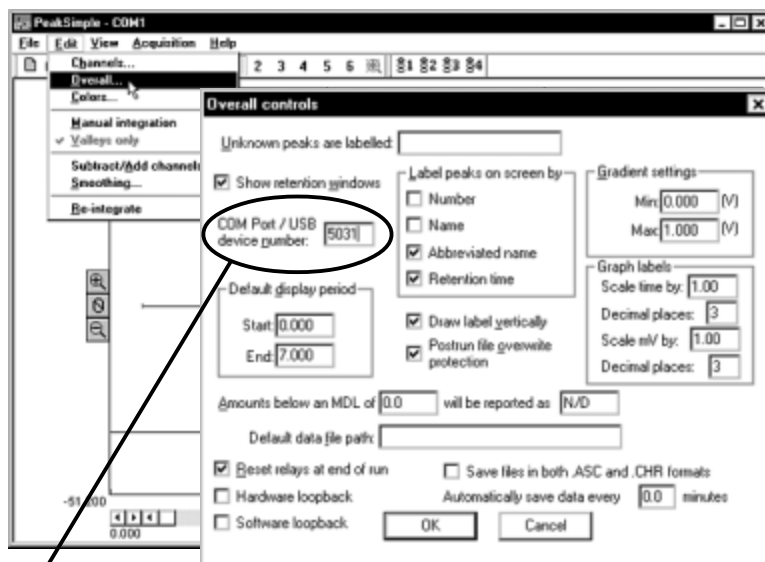 PeakSimple - COM1
File Edit View Acquisition Help
2 3 4 5 6 81 82 83 84
Channels...
Overall...
Colors...
Manual integration
Valleys only
Subtract/Add channels
Smoothing...
Re-integrate
-51.200
0.000
Overall controls
Unknown peaks are labelled:
Show retention windows
COM Port / USB
device number: 5031
Default display period
Start: 0.000
End: 7.000
Label peaks on screen by
Number
Name
Abbreviated name
Retention time
Draw label vertically
Postrun file overwrite
protection
Gradient settings
Min: 0.000 (V)
Max: 1.000 (V)
Graph labels
Scale time by: 1.00
Decimal places: 3
Scale mV by: 1.00
Decimal places: 3
Amounts below an MDL of 0.0 will be reported as N/D
Default data file path:
Reset relays at end of run
Save files in both .ASC and .CHR formats
Hardware loopback
Automatically save data every 0.0 minutes
Software loopback
OK Cancel